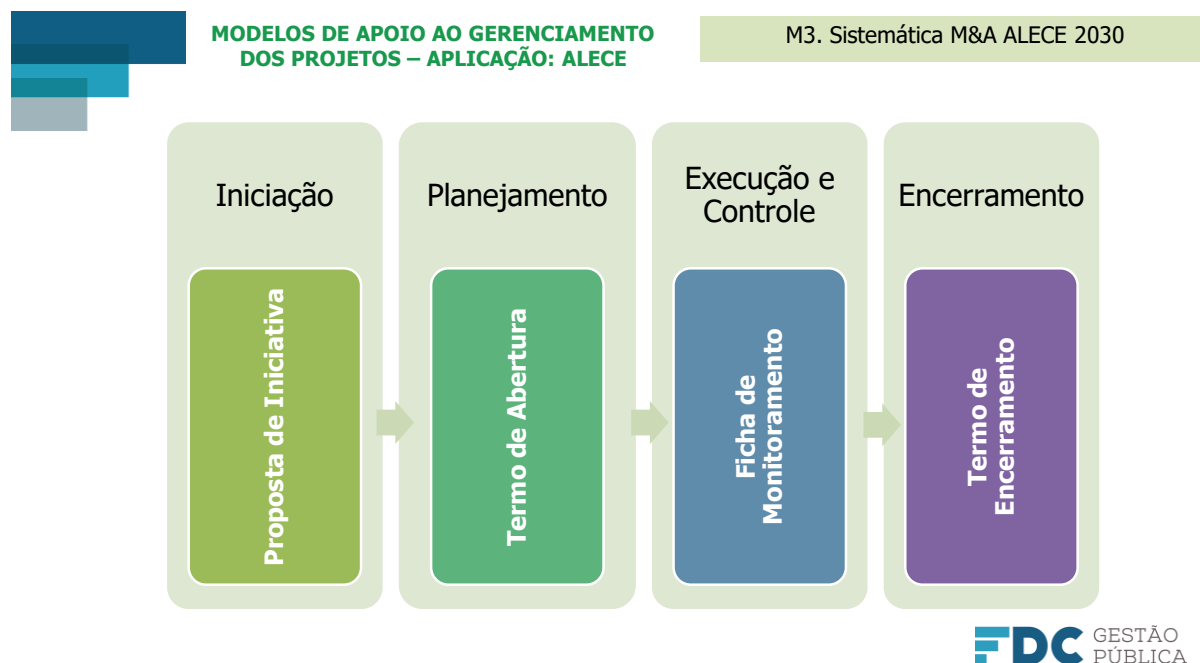 MODELOS DE APOIO AO GERENCIAMENTO
DOS PROJETOS – APLICAÇÃO: ALECE
M3. Sistemática M&A ALECE 2030
Iniciação
Proposta de Iniciativa
Planejamento
Termo de Abertura
Execução e
Controle
Ficha de
Monitoramento
Encerramento
Termo de
Encerramento
FDC
GESTÃO
PÚBLICA